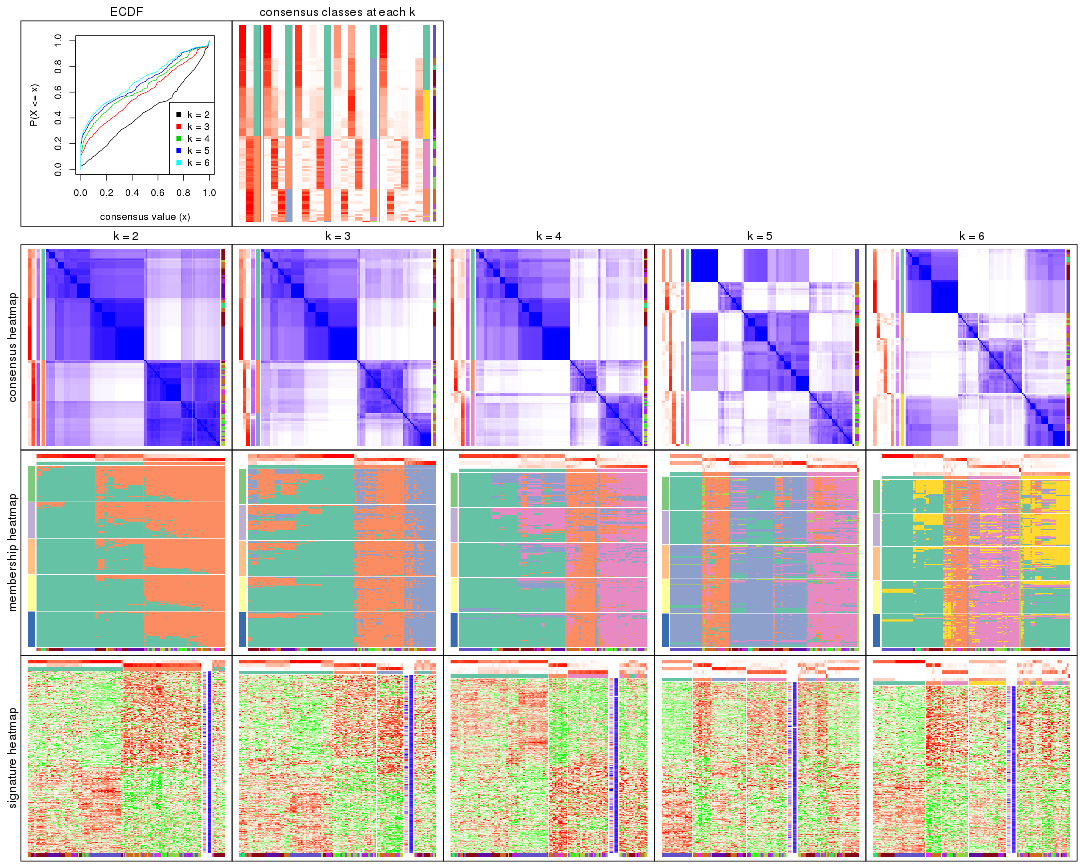 ECDF
consensus classes at each k
P(X <= x)
0.0 0.2 0.4 0.6 0.8 1.0
k = 2
k = 3
k = 4
k = 5
k = 6
0.0 0.2 0.4 0.6 0.8 1.0
consensus value (x)
k = 2
k = 3
k = 4
k = 5
k = 6
consensus heatmap
membership heatmap
signature heatmap